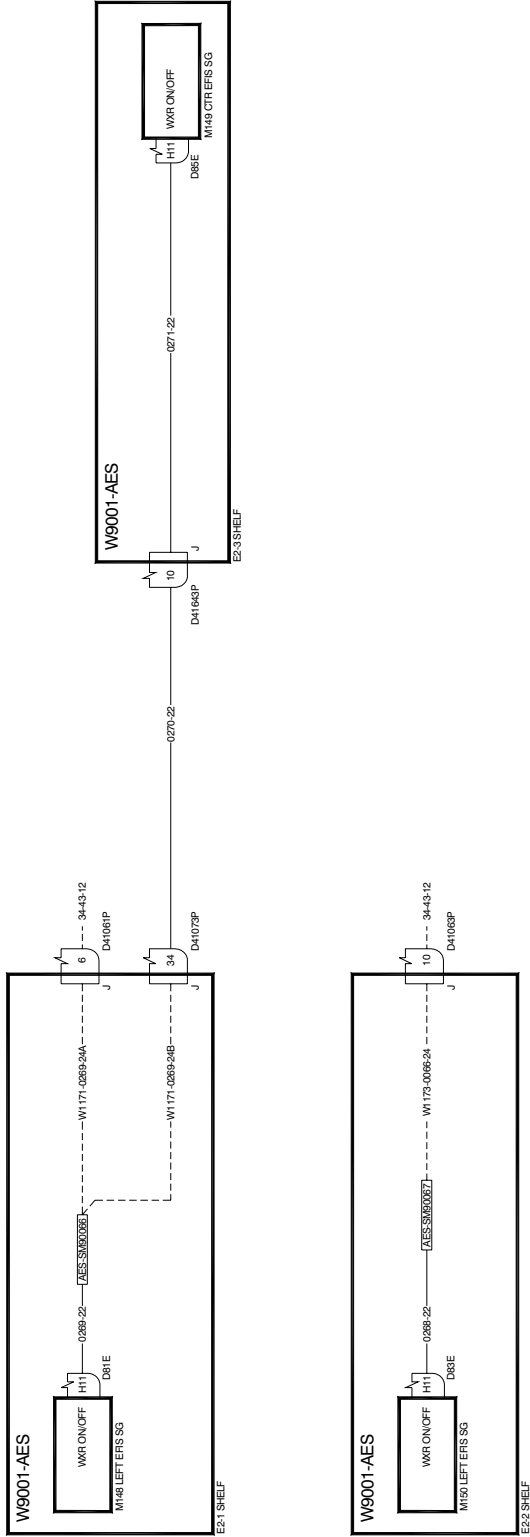 W9001-AES
WXR ON/OFF
H11
D81E
M148 LEFT EFIS SG
E2-1 SHELF
0269-22
AES-SM90066
W1171-0269-24A
W1171-0269-24B
6
J
D41061P
34-43-12
34
J
D41073P
0270-22
10
J
D41643P
W9001-AES
0271-22
H11
D85E
WXR ON/OFF
M149 CTR EFIS SG
E2-3 SHELF
W9001-AES
WXR ON/OFF
H11
D83E
M150 LEFT EFIS SG
E2-2 SHELF
0268-22
AES-SM90067
W1173-0066-24
10
J
D41063P
34-43-12